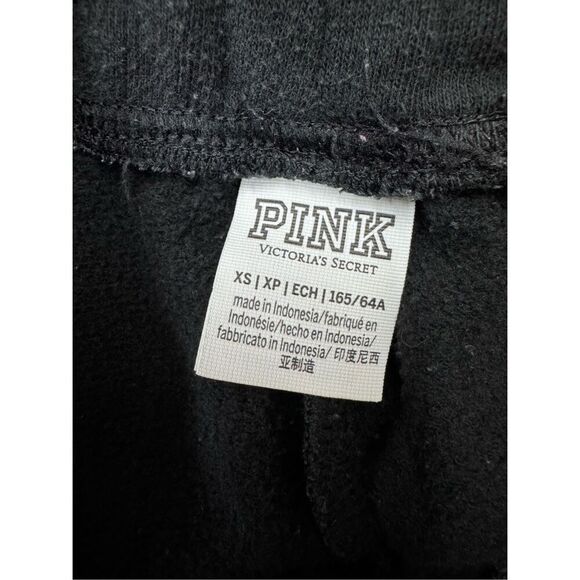 PINK
VICTORIA'S SECRET
XS | XP | ECH | 165/64A
made in Indonesia/fabriqué en
Indonésie/hecho en Indonesia/
fabbricato in Indonesia/ 印度尼西
亚制造